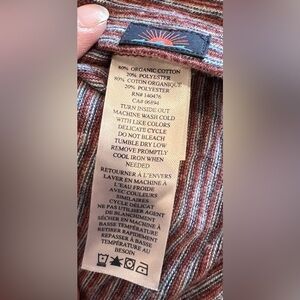 80% ORGANIC COTTON
20% POLYESTER
80% COTON ORGANIQUE
20% POLYESTER
RN# 140476
CA# 06894
TURN INSIDE OUT
MACHINE WASH COLD
WITH LIKE COLORS
DELICATE CYCLE
DO NOT BLEACH
TUMBLE DRY LOW
REMOVE PROMPTLY
COOL IRON WHEN
NEEDED
RETOURNER À L'ENVERS
LAVER EN MACHINE À
L'EAU FROIDE
AVEC COULEURS
SIMILAIRES
CYCLE DÉLICAT
NE PAS UTILISER AGENT
DE BLANCHIMENT
SÉCHER EN MACHINE À
BASSE TEMPÉRATURE
RETIRER RAPIDEMENT
REPASSER À BASSE
TEMPÉRATURE AU
BESOIN